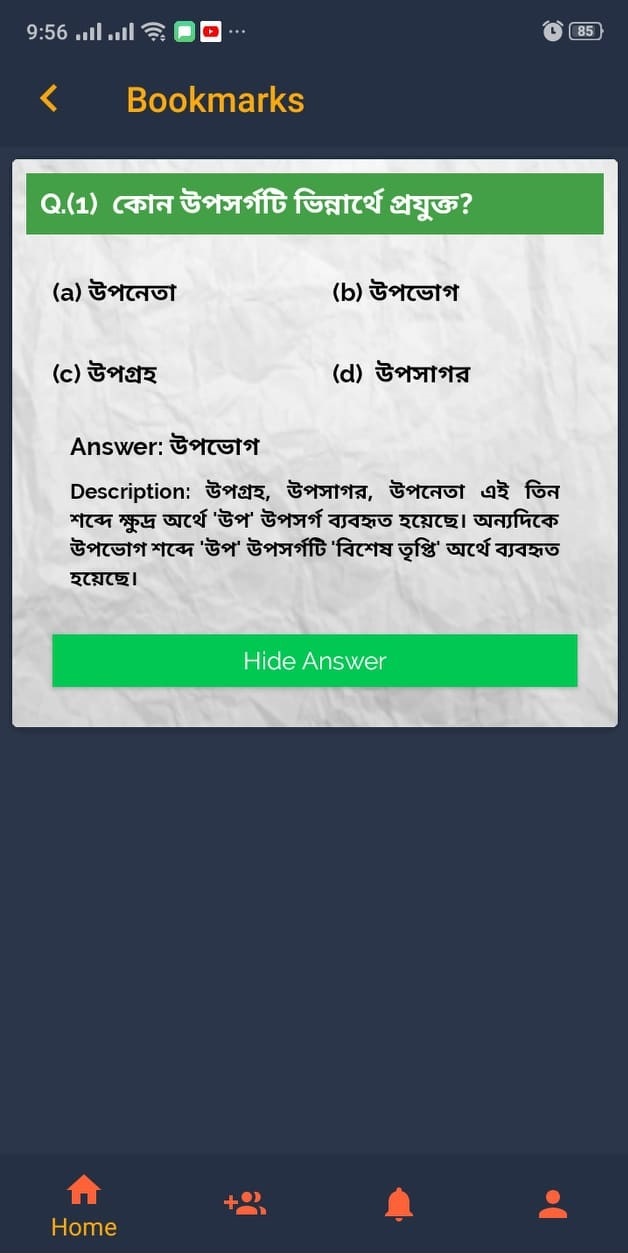 9:56
85
Bookmarks
Q.(1) কোন উপসর্গটি ভিন্নার্থে প্রযুক্ত?
(a) উপনেতা (b) উপভোগ
(c) উপগ্রহ (d) উপসাগর
Answer: উপভোগ
Description: উপগ্রহ, উপসাগর, উপনেতা এই তিন
শব্দে ক্ষুদ্র অর্থে 'উপ' উপসর্গ ব্যবহৃত হয়েছে। অন্যদিকে
উপভোগ শব্দে 'উপ' উপসর্গটি 'বিশেষ তৃপ্তি' অর্থে ব্যবহৃত
হয়েছে।
Hide Answer
Home